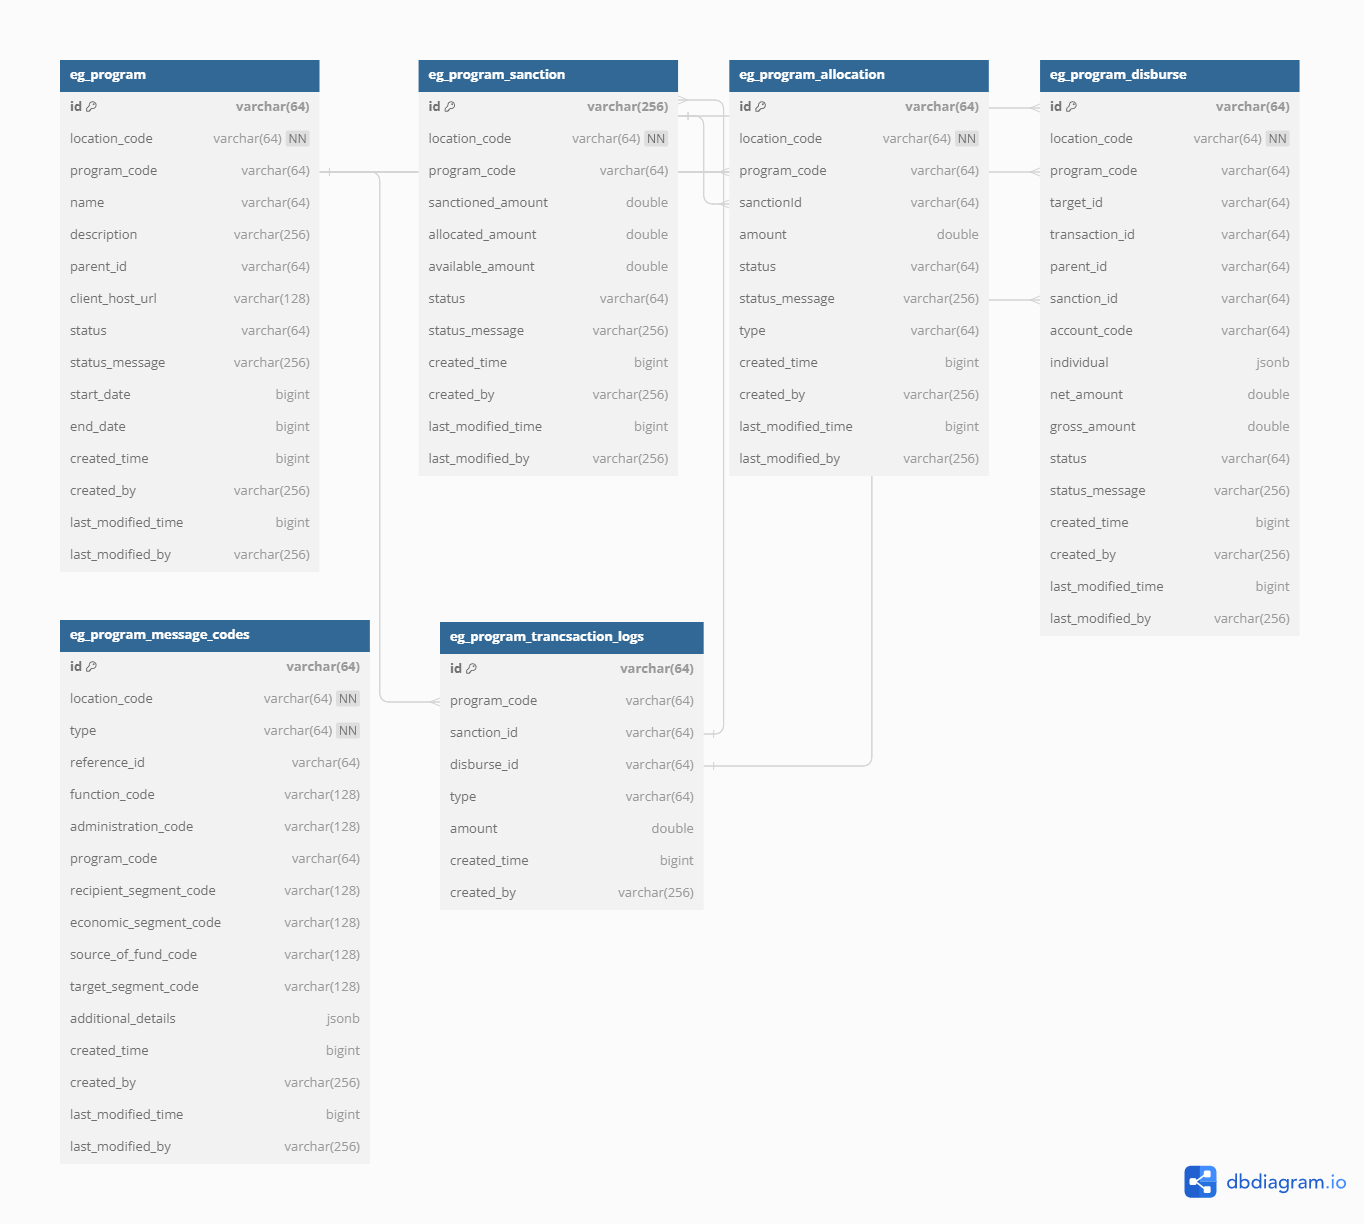 eg_program
id varchar(64)
location_code varchar(64) NN
program_code varchar(64)
name varchar(64)
description varchar(256)
parent_id varchar(64)
client_host_url varchar(128)
status varchar(64)
status_message varchar(256)
start_date bigint
end_date bigint
created_time bigint
created_by varchar(256)
last_modified_time bigint
last_modified_by varchar(256)
eg_program_sanction
id varchar(256)
location_code varchar(64) NN
program_code varchar(64)
sanctioned_amount double
allocated_amount double
available_amount double
status varchar(64)
status_message varchar(256)
created_time bigint
created_by varchar(256)
last_modified_time bigint
last_modified_by varchar(256)
eg_program_allocation
id varchar(64)
location_code varchar(64) NN
program_code varchar(64)
sanctionId varchar(64)
amount double
status varchar(64)
status_message varchar(256)
type varchar(64)
created_time bigint
created_by varchar(256)
last_modified_time bigint
last_modified_by varchar(256)
eg_program_disburse
id varchar(64)
location_code varchar(64) NN
program_code varchar(64)
target_id varchar(64)
transaction_id varchar(64)
parent_id varchar(64)
sanction_id varchar(64)
account_code varchar(64)
individual jsonb
net_amount double
gross_amount double
status varchar(64)
status_message varchar(256)
created_time bigint
created_by varchar(256)
last_modified_time bigint
last_modified_by varchar(256)
eg_program_message_codes
id varchar(64)
location_code varchar(64) NN
type varchar(64) NN
reference_id varchar(64)
function_code varchar(128)
administration_code varchar(128)
program_code varchar(64)
recipient_segment_code varchar(128)
economic_segment_code varchar(128)
source_of_fund_code varchar(128)
target_segment_code varchar(128)
additional_details jsonb
created_time bigint
created_by varchar(256)
last_modified_time bigint
last_modified_by varchar(256)
eg_program_trancsaction_logs
id varchar(64)
program_code varchar(64)
sanction_id varchar(64)
disburse_id varchar(64)
type varchar(64)
amount double
created_time bigint
created_by varchar(256)
dbdiagram.io